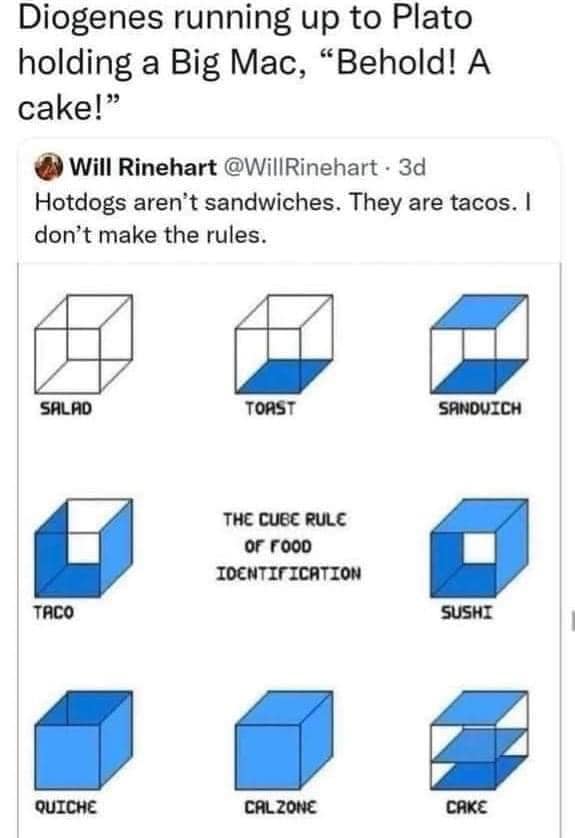 Diogenes running up to Plato
holding a Big Mac, “Behold! A
cake!”
Will Rinehart @WillRinehart · 3d
Hotdogs aren’t sandwiches. They are tacos. I
don’t make the rules.
SALAD
TOAST
SANDWICH
THE CUBE RULE
OF FOOD
IDENTIFICATION
TACO
SUSHI
QUICHE
CALZONE
CAKE